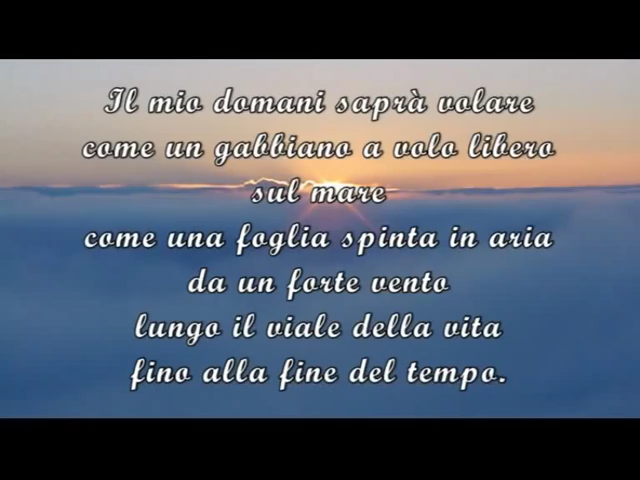 Il mio domani saprà volare
come un gabbiano a volo libero
sul mare
come una foglia spinta in aria
da un forte vento
lungo il viale della vita
fino alla fine del tempo.